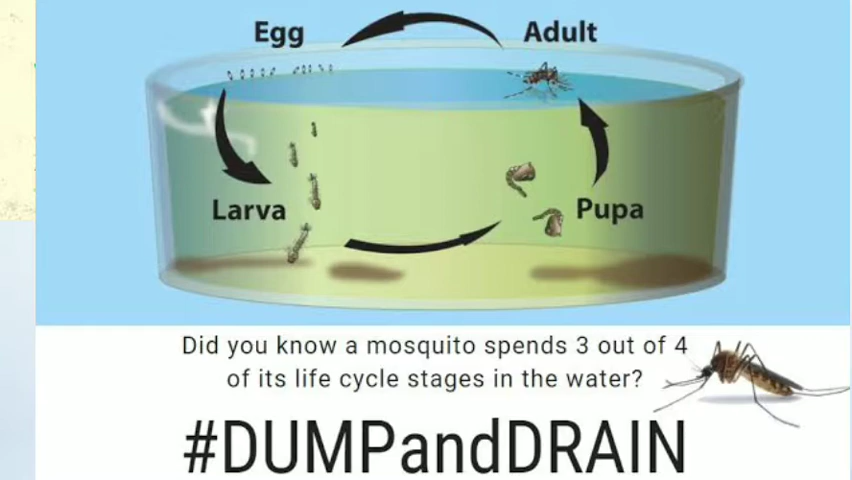 Egg
Adult
Larva
Pupa
Did you know a mosquito spends 3 out of 4
of its life cycle stages in the water?
#DUMPandDRAIN